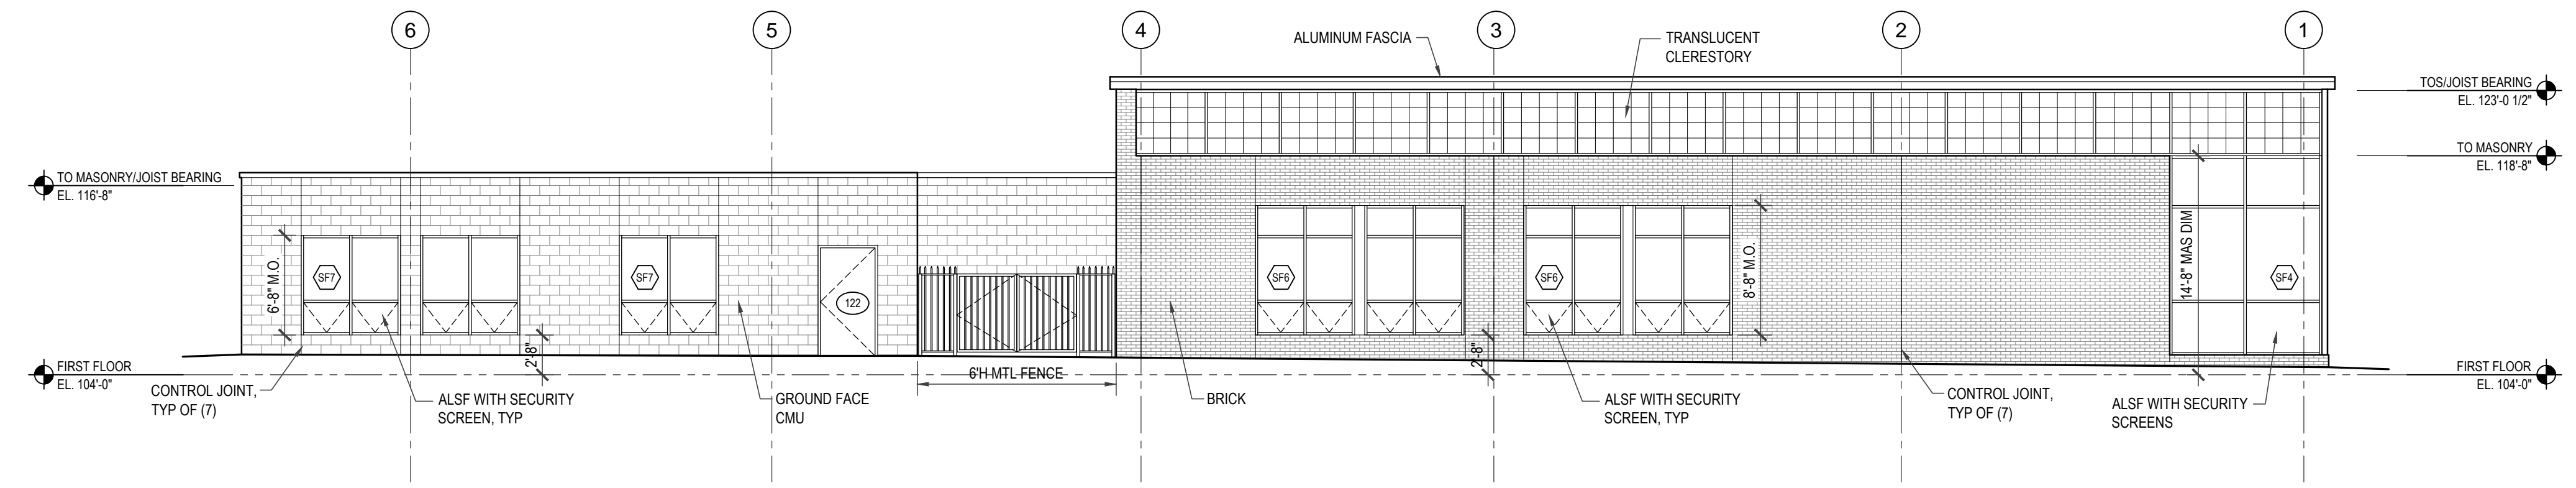 6
5
4
3
2
1
ALUMINUM FASCIA
TRANSLUCENT
CLERESTORY
TOS/JOIST BEARING
EL. 123'-0 1/2"
TO MASONRY
EL. 118'-8"
TO MASONRY/JOIST BEARING
EL. 116'-8"
6'-8" M.O.
SF7
SF7
122
SF6
SF6
8'-8" M.O.
14'-8" MAS DIM
SF4
2'-8"
2'-8"
FIRST FLOOR
EL. 104'-0"
6'H MTL FENCE
FIRST FLOOR
EL. 104'-0"
CONTROL JOINT,
TYP OF (7)
ALSF WITH SECURITY
SCREEN, TYP
GROUND FACE
CMU
BRICK
ALSF WITH SECURITY
SCREEN, TYP
CONTROL JOINT,
TYP OF (7)
ALSF WITH SECURITY
SCREENS